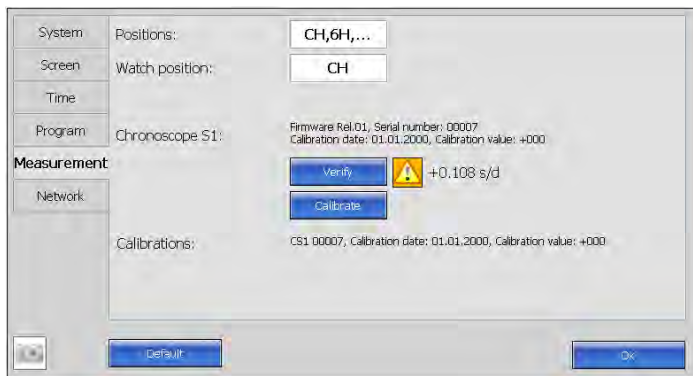 System
Screen
Time
Program
Measurement
Network
Positions:
CH,6H,...
Watch position:
CH
Chronoscope S1:
Firmware Rel.01, Serial number: 00007
Calibration date: 01.01.2000, Calibration value: +000
Verify
+0.108 s/d
Calibrate
Calibrations:
CS1 00007, Calibration date: 01.01.2000, Calibration value: +000
Default
Ok